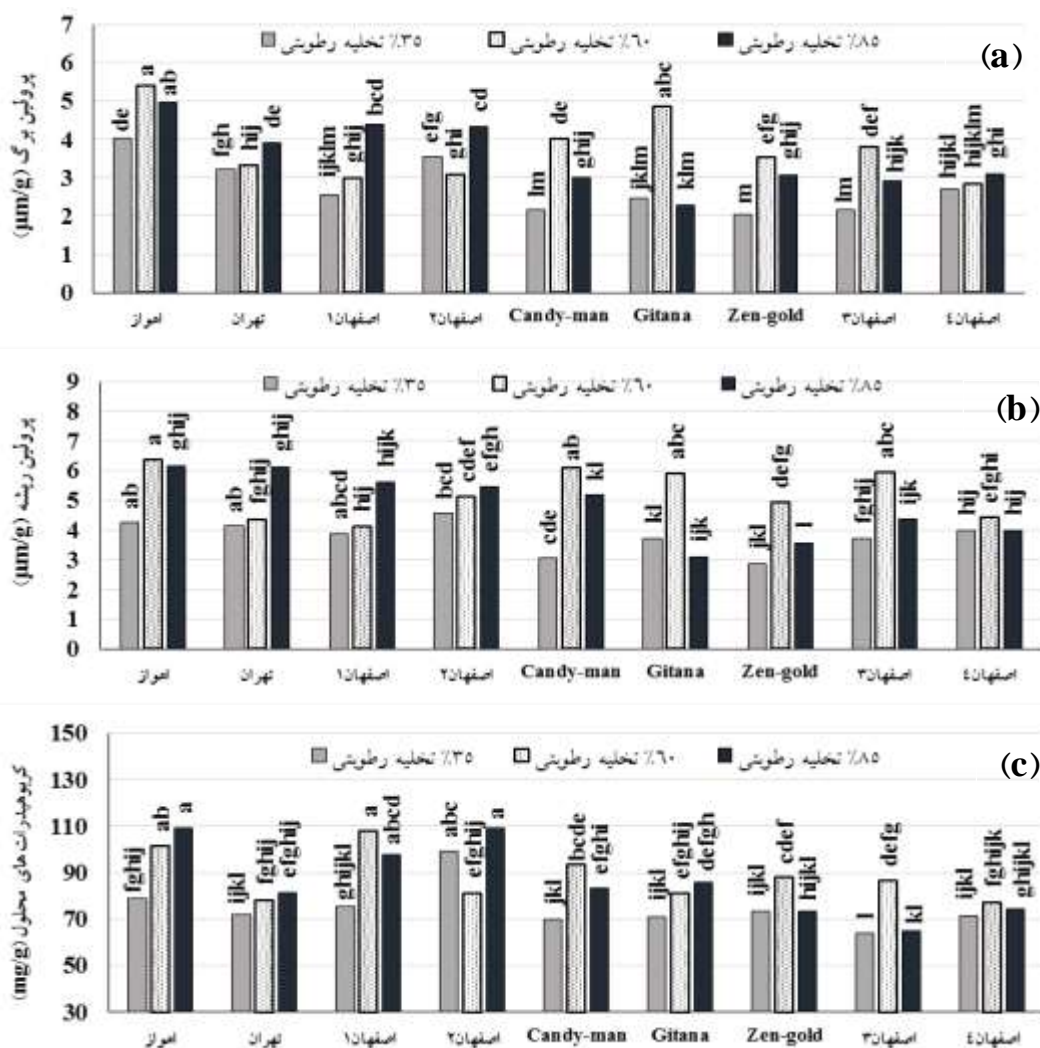 (a)
٪۳۵ تخلیه رطوبتی ٪۶۰ تخلیه رطوبتی ٪۸۵ تخلیه رطوبتی
پرولین برگ (µm/g)
7
6
5
4
3
2
1
0
de a ab
fgh hij de
ijklm ghij bcd
efg ghi cd
lm de ghij
jklm abc klm
m efg ghij
lm def hijk
hijkl hijklm ghi
اهواز تهران اصفهان۱ اصفهان۲ Candy-man Gitana Zen-gold اصفهان۳ اصفهان٤
(b)
٪۳۵ تخلیه رطوبتی ٪۶۰ تخلیه رطوبتی ٪۸۵ تخلیه رطوبتی
پرولین ریشه (µm/g)
9
8
7
6
5
4
3
2
1
0
ab a ghij
ab fghij ghij
abcd hij hijk
bcd cdef efgh
cde ab kl
kl abc ijk
jkl defg l
fghij abc ijk
hij efghi hij
اهواز تهران اصفهان۱ اصفهان۲ Candy-man Gitana Zen-gold اصفهان۳ اصفهان٤
(c)
٪۳۵ تخلیه رطوبتی ٪۶۰ تخلیه رطوبتی ٪۸۵ تخلیه رطوبتی
کربوهیدرات های محلول (mg/g)
150
130
110
90
70
50
30
fghij ab a
ijkl fghij efghij
ghijkl a abcd
abc efghij a
jkl bcde efghi
ijkl efghij defgh
ijkl cdef hijkl
l defg kl
ijkl fghijk ghijkl
اهواز تهران اصفهان۱ اصفهان۲ Candy-man Gitana Zen-gold اصفهان۳ اصفهان٤